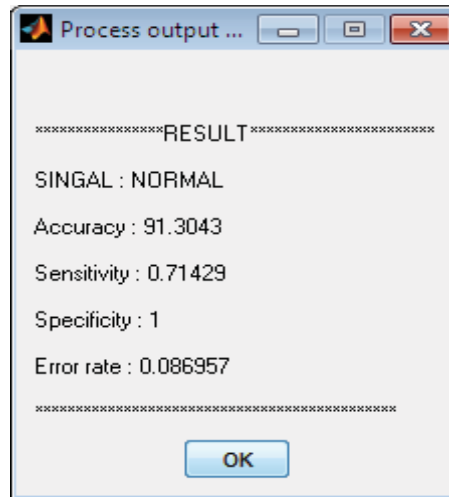 Process output ...
****************RESULT***********************
SINGAL : NORMAL
Accuracy : 91.3043
Sensitivity : 0.71429
Specificity : 1
Error rate : 0.086957
*********************************************
OK